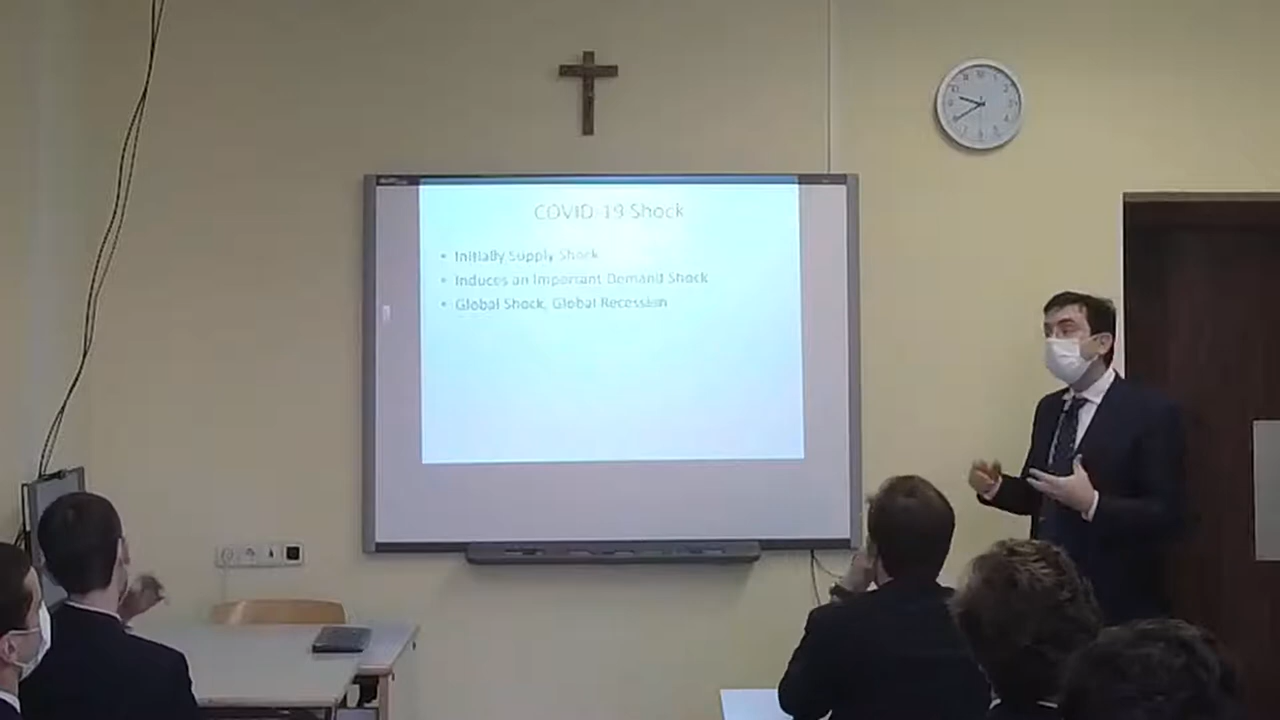 COVID-19 Shock
• Initially Supply Shock
• Induces an Important Demand Shock
• Global Shock, Global Recession